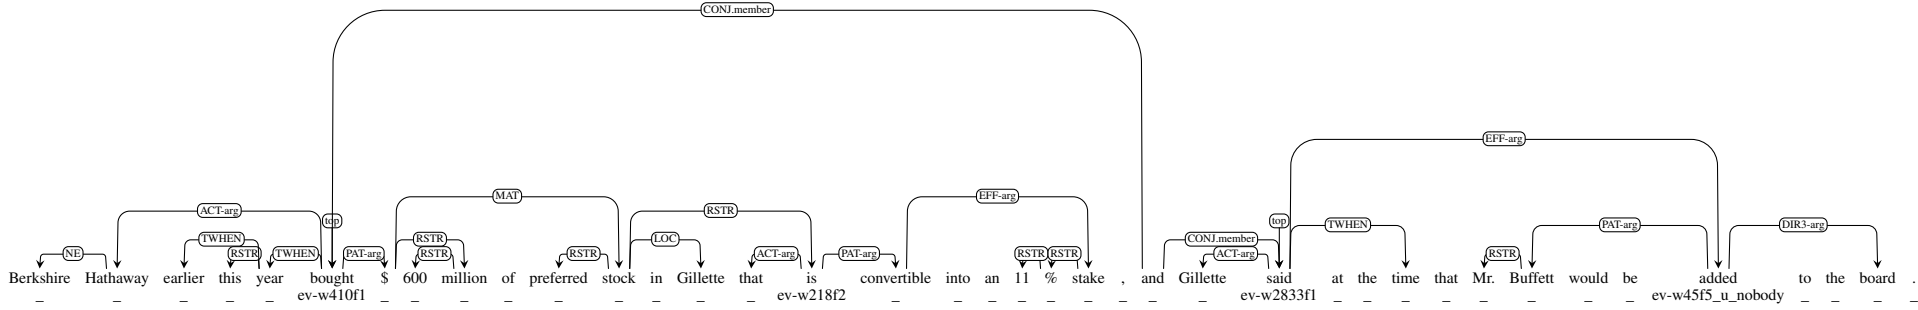 CONJ.member
EFF-arg
MAT EFF-arg
ACT-arg RSTR top top TWHEN PAT-arg DIR3-arg
TWHEN RSTR LOC CONJ.member
NE RSTR TWHEN PAT-arg RSTR RSTR ACT-arg PAT-arg RSTR RSTR ACT-arg RSTR
Berkshire Hathaway earlier this year bought $ 600 million of preferred stock in Gillette that is convertible into an 11 % stake , and Gillette said at the time that Mr. Buffett would be added to the board .
_ _ _ _ _ ev-w410f1 _ _ _ _ _ _ _ _ _ ev-w218f2 _ _ _ _ _ _ _ _ _ ev-w2833f1 _ _ _ _ _ _ _ _ ev-w45f5_u_nobody _ _ _ _